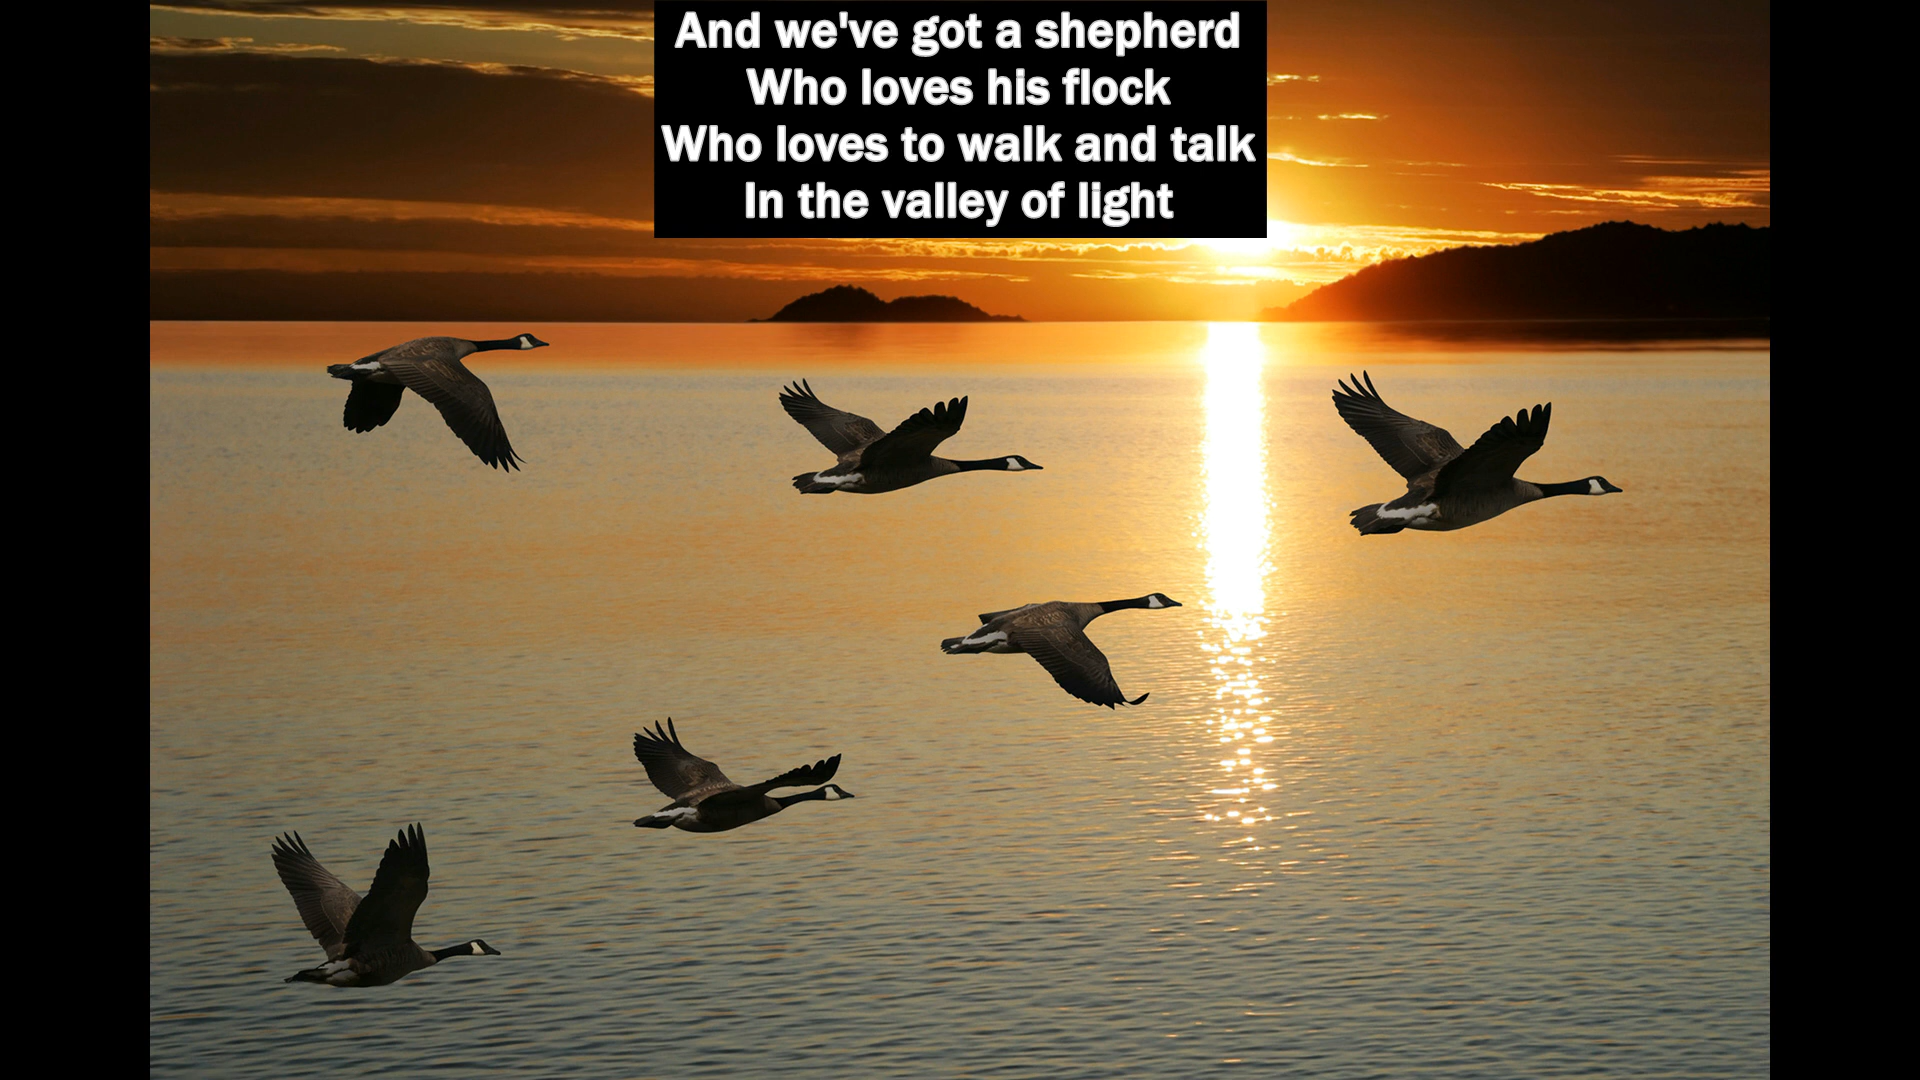 And we've got a shepherd
Who loves his flock
Who loves to walk and talk
In the valley of light